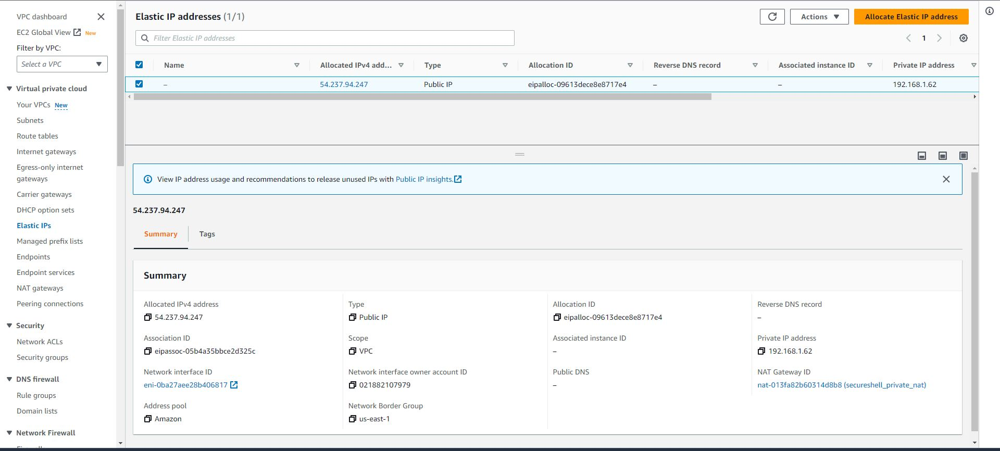 VPC dashboard
EC2 Global View New
Filter by VPC:
Select a VPC
Virtual private cloud
Your VPCs New
Subnets
Route tables
Internet gateways
Egress-only internet
gateways
Carrier gateways
DHCP option sets
Elastic IPs
Managed prefix lists
Endpoints
Endpoint services
NAT gateways
Peering connections
Security
Network ACLs
Security groups
DNS firewall
Rule groups
Domain lists
Network Firewall
Elastic IP addresses (1/1)
Actions
Allocate Elastic IP address
Filter Elastic IP addresses
1
Name Allocated IPv4 add... Type Allocation ID Reverse DNS record Associated instance ID Private IP address
– 54.237.94.247 Public IP eipalloc-09613dece8e8717e4 – – 192.168.1.62
View IP address usage and recommendations to release unused IPs with Public IP insights.
54.237.94.247
Summary Tags
Summary
Allocated IPv4 address
54.237.94.247
Type
Public IP
Allocation ID
eipalloc-09613dece8e8717e4
Reverse DNS record
–
Association ID
eipassoc-05b4a35bbce2d325c
Scope
VPC
Associated instance ID
–
Private IP address
192.168.1.62
Network interface ID
eni-0ba27aee28b406817
Network interface owner account ID
021882107979
Public DNS
–
NAT Gateway ID
nat-013fa82b60314d8b8 (secureshell_private_nat)
Address pool
Amazon
Network Border Group
us-east-1